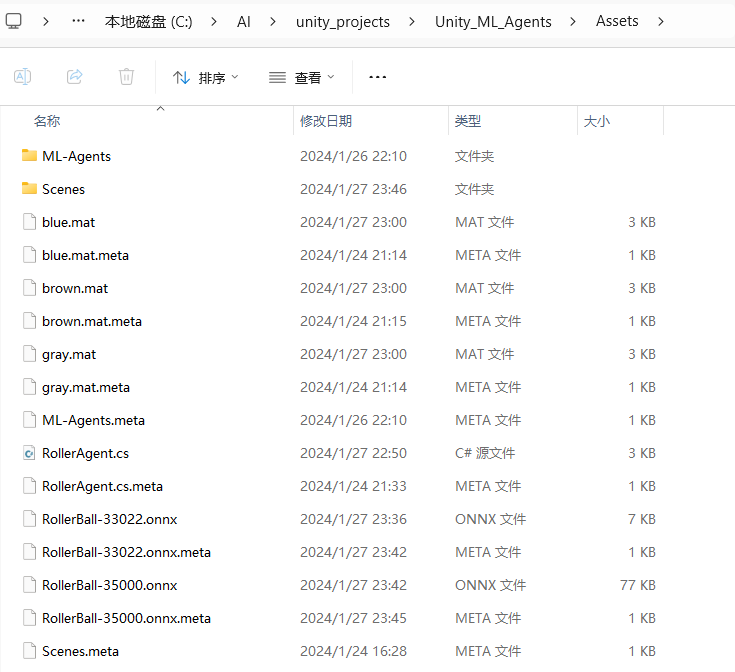 本地磁盘 (C:) AI unity_projects Unity_ML_Agents Assets
排序 查看
名称 修改日期 类型 大小
ML-Agents 2024/1/26 22:10 文件夹
Scenes 2024/1/27 23:46 文件夹
blue.mat 2024/1/27 23:00 MAT 文件 3 KB
blue.mat.meta 2024/1/24 21:14 META 文件 1 KB
brown.mat 2024/1/27 23:00 MAT 文件 3 KB
brown.mat.meta 2024/1/24 21:15 META 文件 1 KB
gray.mat 2024/1/27 23:00 MAT 文件 3 KB
gray.mat.meta 2024/1/24 21:14 META 文件 1 KB
ML-Agents.meta 2024/1/26 22:10 META 文件 1 KB
RollerAgent.cs 2024/1/27 22:50 C# 源文件 3 KB
RollerAgent.cs.meta 2024/1/24 21:33 META 文件 1 KB
RollerBall-33022.onnx 2024/1/27 23:36 ONNX 文件 7 KB
RollerBall-33022.onnx.meta 2024/1/27 23:42 META 文件 1 KB
RollerBall-35000.onnx 2024/1/27 23:42 ONNX 文件 77 KB
RollerBall-35000.onnx.meta 2024/1/27 23:45 META 文件 1 KB
Scenes.meta 2024/1/24 16:28 META 文件 1 KB